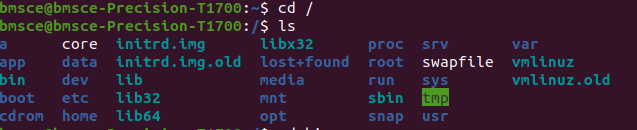 bmsce@bmsce-Precision-T1700:~$ cd /
bmsce@bmsce-Precision-T1700:/$ ls
a core initrd.img libx32 proc srv var
app data initrd.img.old lost+found root swapfile vmlinuz
bin dev lib media run sys vmlinuz.old
boot etc lib32 mnt sbin tmp
cdrom home lib64 opt snap usr